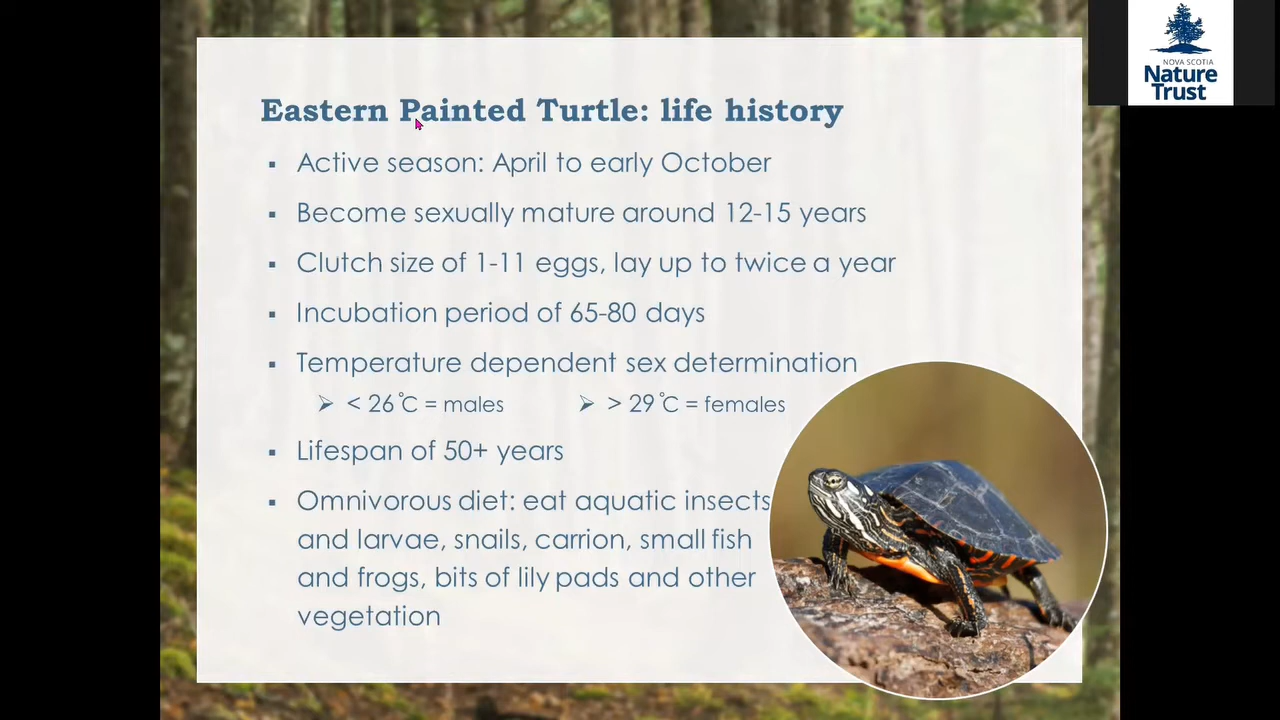 NOVA SCOTIA
Nature
Trust
Eastern Painted Turtle: life history
▪ Active season: April to early October
▪ Become sexually mature around 12-15 years
▪ Clutch size of 1-11 eggs, lay up to twice a year
▪ Incubation period of 65-80 days
▪ Temperature dependent sex determination
➢ < 26 °C = males ➢ > 29 °C = females
▪ Lifespan of 50+ years
▪ Omnivorous diet: eat aquatic insects
and larvae, snails, carrion, small fish
and frogs, bits of lily pads and other
vegetation